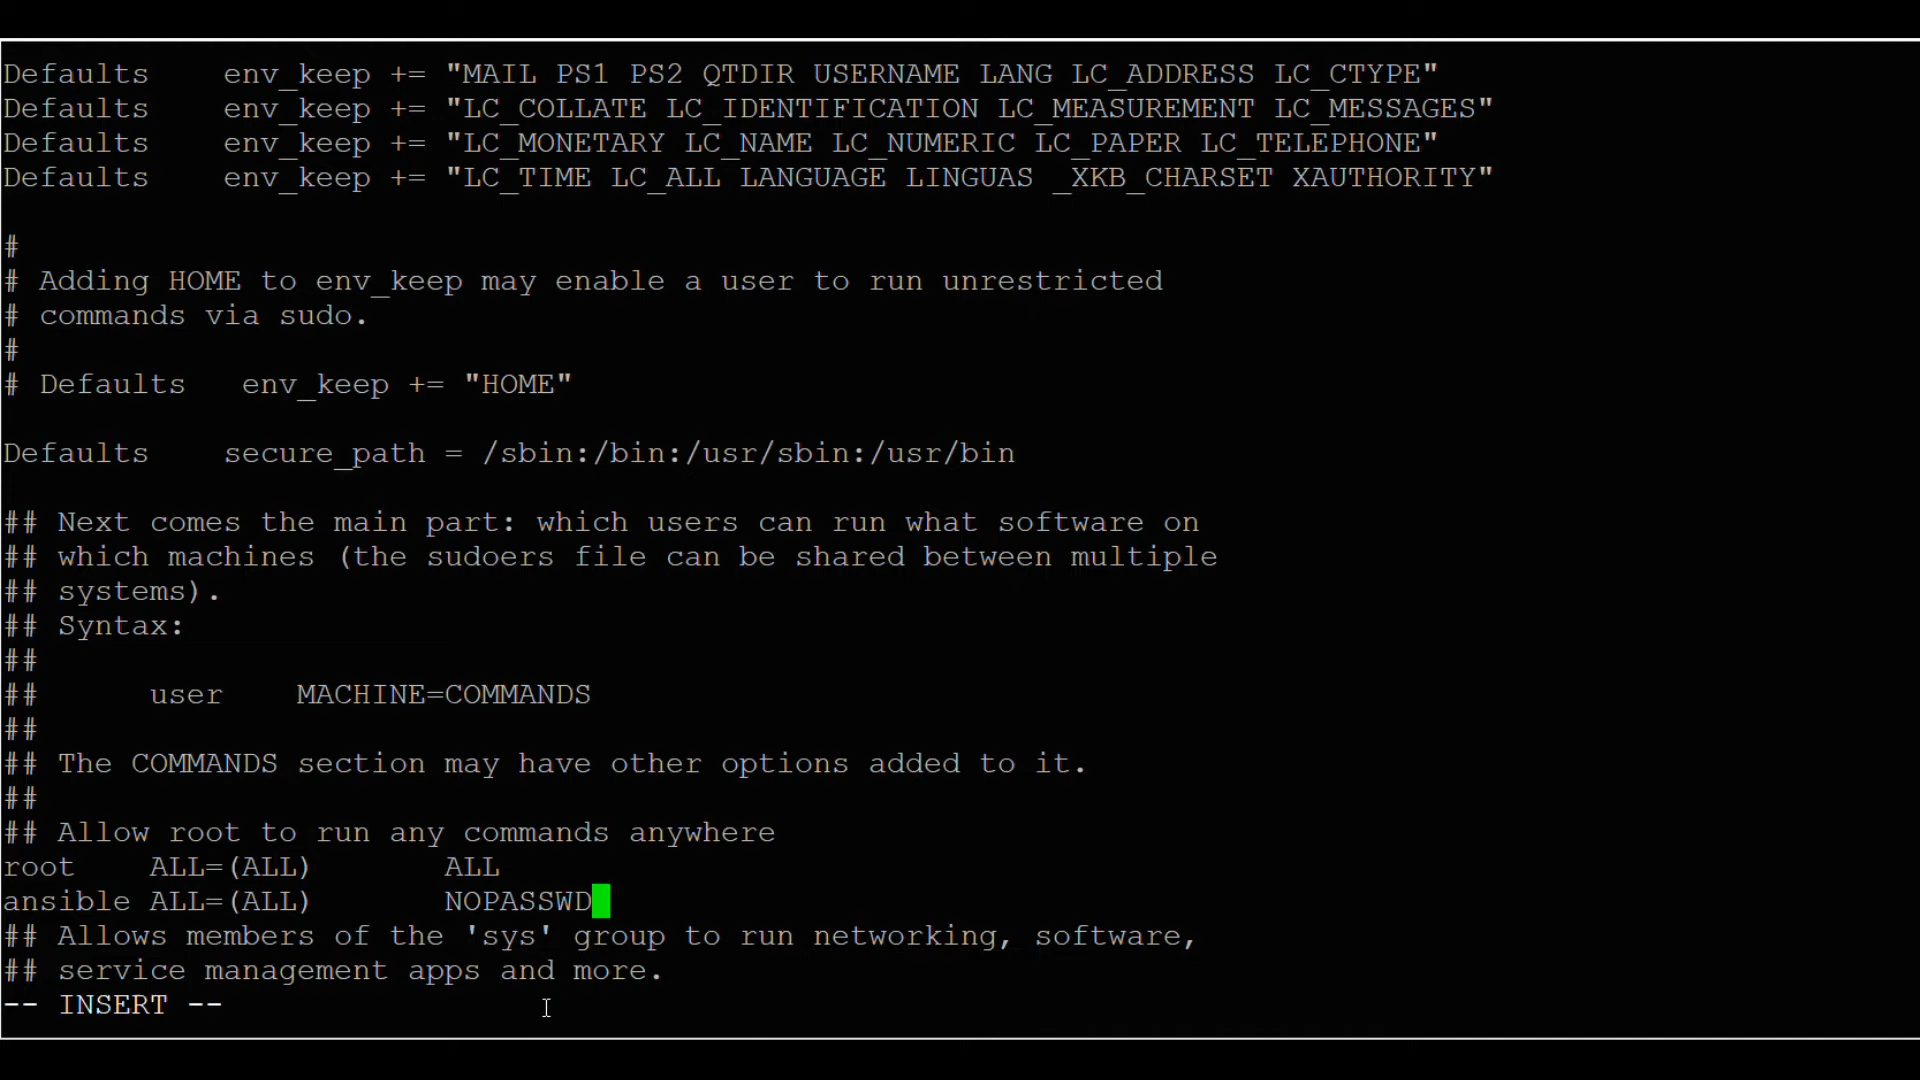 Defaults    env_keep += "MAIL PS1 PS2 QTDIR USERNAME LANG LC_ADDRESS LC_CTYPE"
Defaults    env_keep += "LC_COLLATE LC_IDENTIFICATION LC_MEASUREMENT LC_MESSAGES"
Defaults    env_keep += "LC_MONETARY LC_NAME LC_NUMERIC LC_PAPER LC_TELEPHONE"
Defaults    env_keep += "LC_TIME LC_ALL LANGUAGE LINGUAS _XKB_CHARSET XAUTHORITY"
#
# Adding HOME to env_keep may enable a user to run unrestricted
# commands via sudo.
#
# Defaults   env_keep += "HOME"
Defaults    secure_path = /sbin:/bin:/usr/sbin:/usr/bin
## Next comes the main part: which users can run what software on
## which machines (the sudoers file can be shared between multiple
## systems).
## Syntax:
##
##      user    MACHINE=COMMANDS
##
## The COMMANDS section may have other options added to it.
##
## Allow root to run any commands anywhere
root    ALL=(ALL)       ALL
ansible ALL=(ALL)       NOPASSWD
## Allows members of the 'sys' group to run networking, software,
## service management apps and more.
-- INSERT --